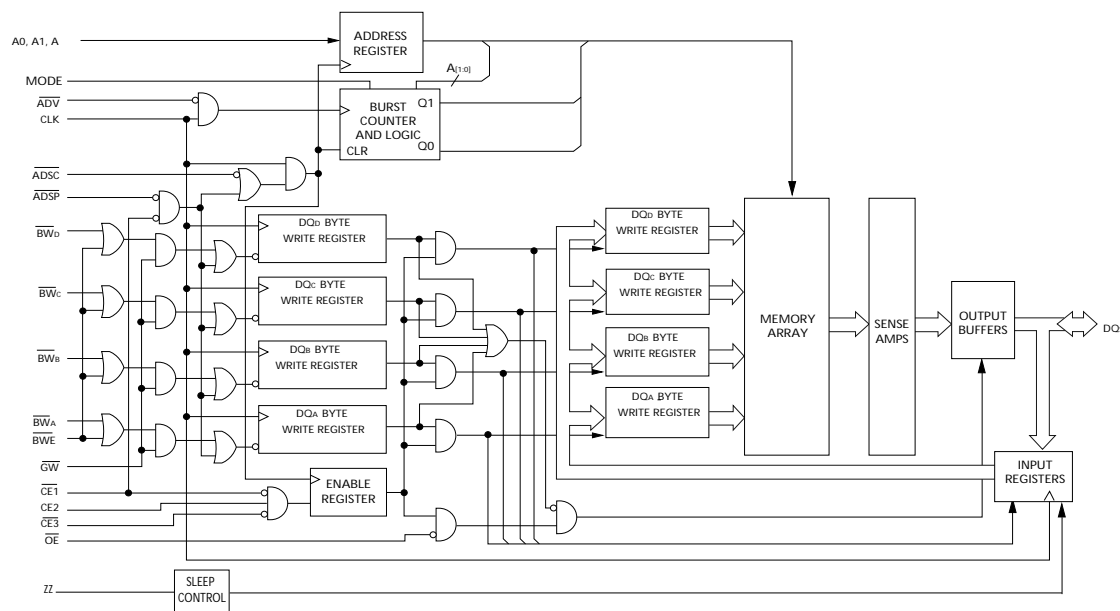 A0, A1, A
ADDRESS
REGISTER
A[1:0]
MODE
ADV
CLK
BURST
COUNTER
AND LOGIC
Q1
Q0
CLR
ADSC
ADSP
BWD
BWC
BWB
BWA
BWE
GW
CE1
CE2
CE3
OE
ZZ
DQD BYTE
WRITE REGISTER
DQC BYTE
WRITE REGISTER
DQB BYTE
WRITE REGISTER
DQA BYTE
WRITE REGISTER
ENABLE
REGISTER
SLEEP
CONTROL
DQD BYTE
WRITE REGISTER
DQC BYTE
WRITE REGISTER
DQB BYTE
WRITE REGISTER
DQA BYTE
WRITE REGISTER
MEMORY
ARRAY
SENSE
AMPS
OUTPUT
BUFFERS
DQ
INPUT
REGISTERS